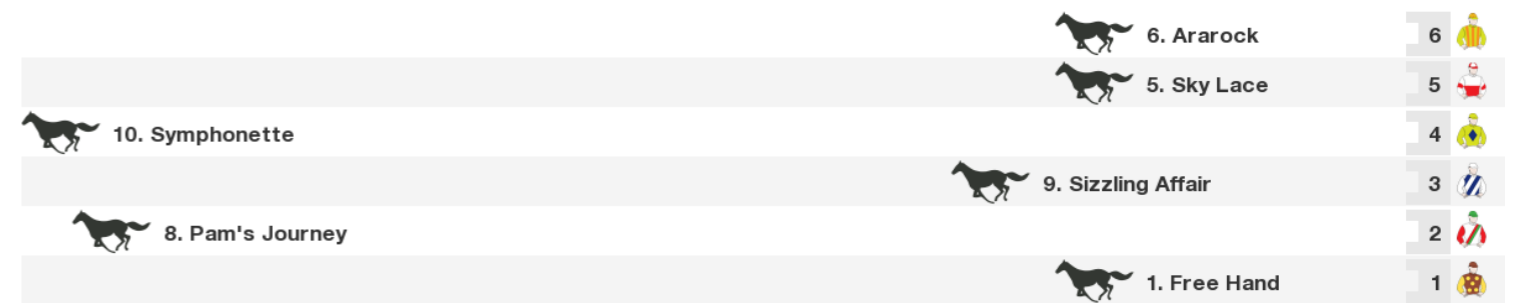 6. Ararock 6
5. Sky Lace 5
10. Symphonette 4
9. Sizzling Affair 3
8. Pam's Journey 2
1. Free Hand 1